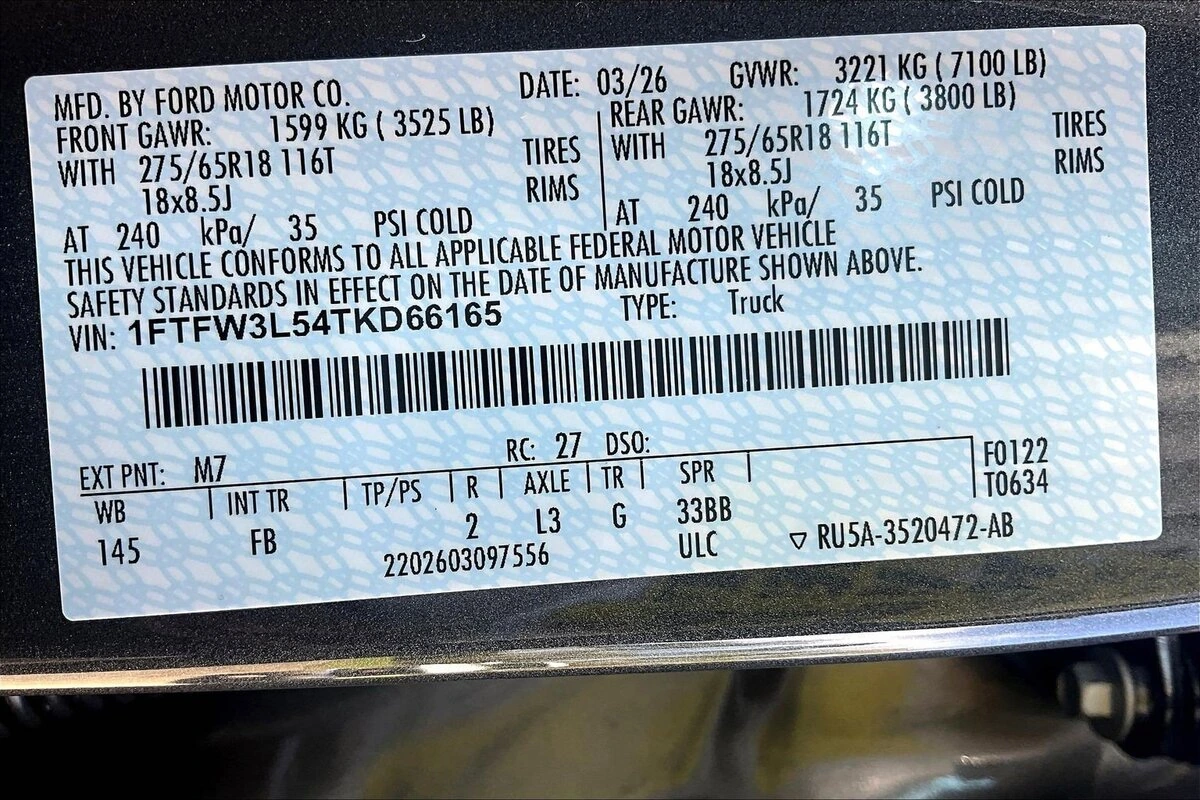 MFD. BY FORD MOTOR CO. DATE: 03/26 GVWR: 3221 KG ( 7100 LB)
FRONT GAWR: 1599 KG ( 3525 LB) REAR GAWR: 1724 KG ( 3800 LB)
WITH 275/65R18 116T TIRES WITH 275/65R18 116T TIRES
18x8.5J RIMS 18x8.5J RIMS
AT 240 kPa/ 35 PSI COLD AT 240 kPa/ 35 PSI COLD
THIS VEHICLE CONFORMS TO ALL APPLICABLE FEDERAL MOTOR VEHICLE
SAFETY STANDARDS IN EFFECT ON THE DATE OF MANUFACTURE SHOWN ABOVE.
VIN: 1FTFW3L54TKD66165 TYPE: Truck
EXT PNT: M7 RC: 27 DSO:
WB INT TR TP/PS R AXLE TR SPR F0122
T0634
145 FB 2 L3 G 33BB
2202603097556 ULC ▽ RU5A-3520472-AB